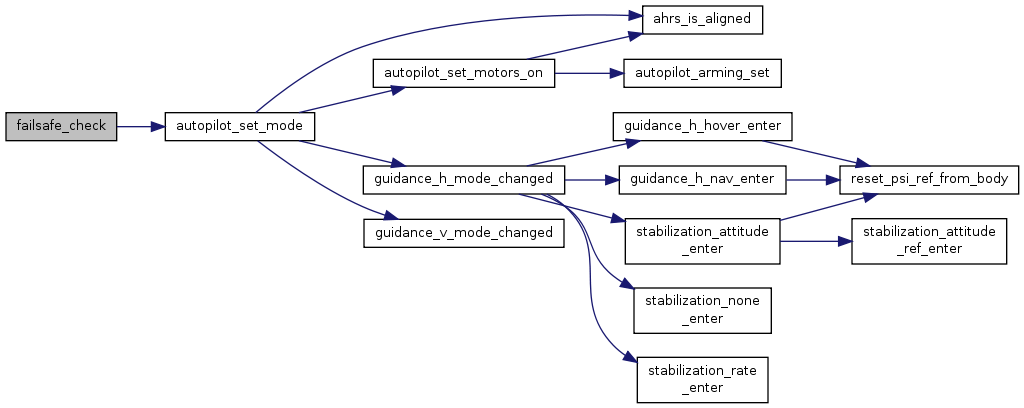 ahrs_is_aligned
autopilot_set_motors_on
autopilot_arming_set
failsafe_check
autopilot_set_mode
guidance_h_hover_enter
guidance_h_mode_changed
guidance_h_nav_enter
reset_psi_ref_from_body
guidance_v_mode_changed
stabilization_attitude
_enter
stabilization_attitude
_ref_enter
stabilization_none
_enter
stabilization_rate
_enter